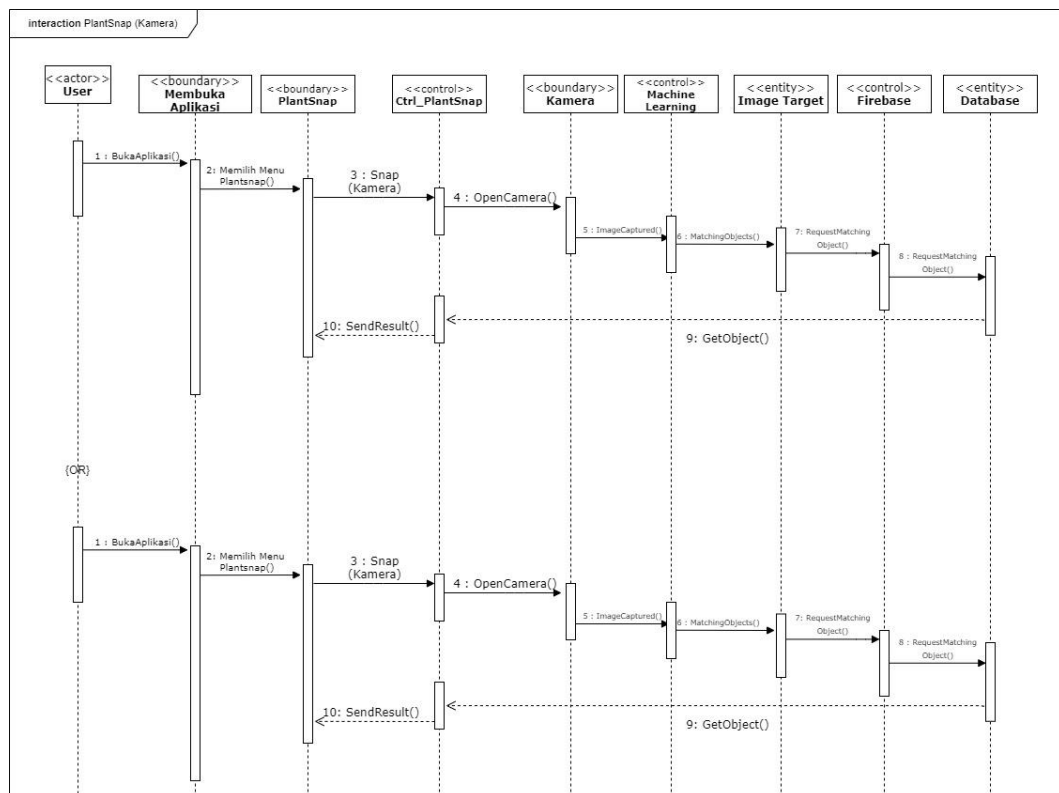 interaction PlantSnap (Kamera)
<<actor>>
User
<<boundary>>
Membuka
Aplikasi
<<boundary>>
PlantSnap
<<control>>
Ctrl_PlantSnap
<<boundary>>
Kamera
<<control>>
Machine
Learning
<<entity>>
Image Target
<<control>>
Firebase
<<entity>>
Database
1 : BukaAplikasi()
2: Memilih Menu
Plantsnap()
3 : Snap
(Kamera)
4 : OpenCamera()
5 : ImageCaptured()
6 : MatchingObjects()
7: RequestMatching
Object()
8 : RequestMatching
Object()
9: GetObject()
10: SendResult()
{OR}
1 : BukaAplikasi()
2: Memilih Menu
Plantsnap()
3 : Snap
(Kamera)
4 : OpenCamera()
5 : ImageCaptured()
6 : MatchingObjects()
7: RequestMatching
Object()
8 : RequestMatching
Object()
9: GetObject()
10: SendResult()